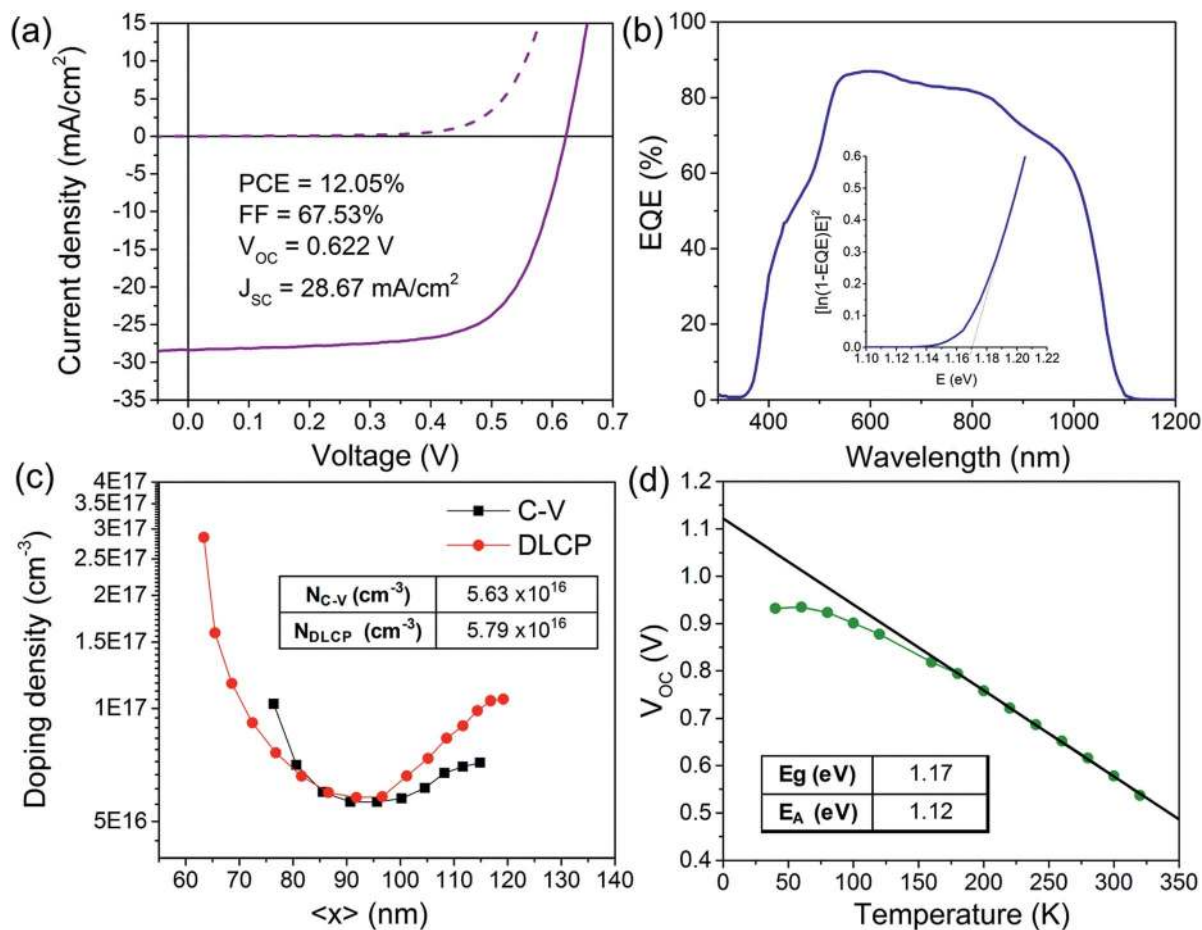 (a)
15
10
5
0
-5
-10
-15
-20
-25
-30
-35
Current density (mA/cm²)
PCE = 12.05%
FF = 67.53%
V_OC = 0.622 V
J_SC = 28.67 mA/cm²
0.0 0.1 0.2 0.3 0.4 0.5 0.6 0.7
Voltage (V)
(b)
100
80
60
40
20
0
EQE (%)
0.6
0.5
0.4
0.3
0.2
0.1
0.0
[ln(1-EQE)E]²
1.10 1.12 1.14 1.16 1.18 1.20 1.22
E (eV)
400 600 800 1000 1200
Wavelength (nm)
(c)
4E17
3.5E17
3E17
2.5E17
2E17
1.5E17
1E17
5E16
Doping density (cm⁻³)
C-V
DLCP
N_C-V (cm⁻³) 5.63 x10¹⁶
N_DLCP (cm⁻³) 5.79 x10¹⁶
60 70 80 90 100 110 120 130 140
<x> (nm)
(d)
1.2
1.1
1.0
0.9
0.8
0.7
0.6
0.5
0.4
V_OC (V)
Eg (eV) 1.17
E_A (eV) 1.12
0 50 100 150 200 250 300 350
Temperature (K)